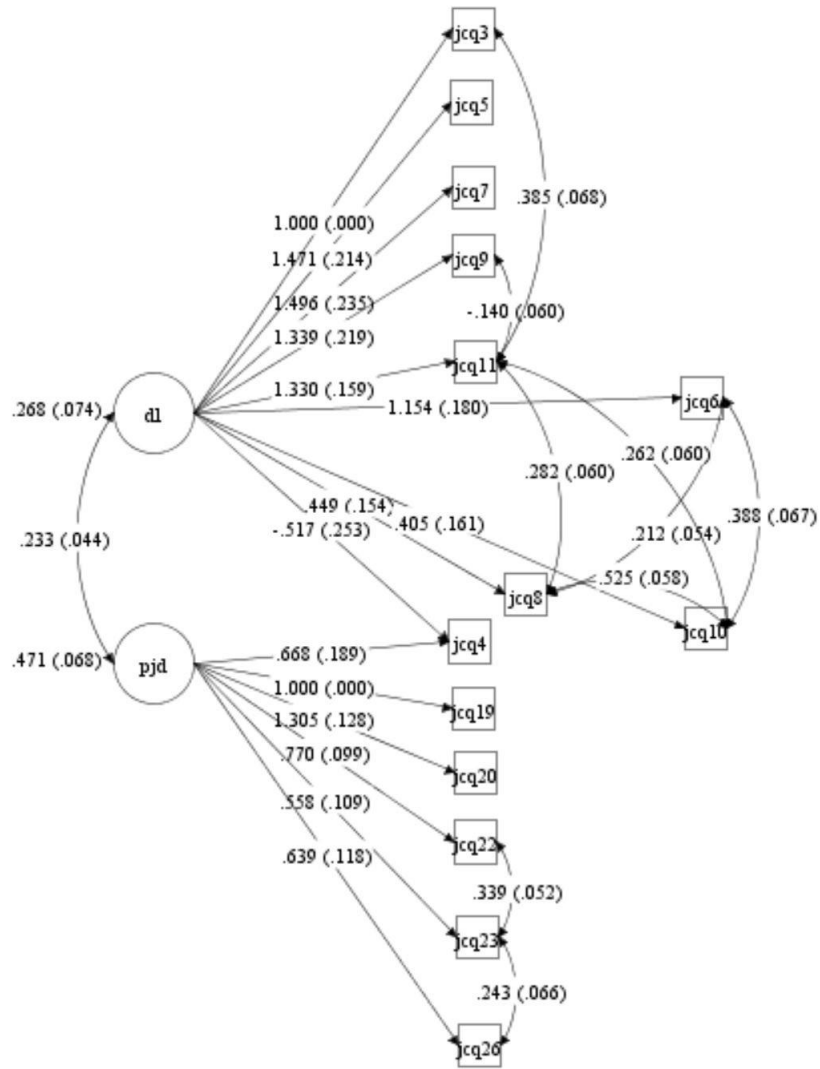 jcq3
jcq5
jcq7
.385 (.068)
1.000 (.000)
1.471 (.214)
jcq9
1.496 (.235)
-.140 (.060)
1.339 (.219)
jcq11
1.330 (.159)
1.154 (.180)
jcq6
.268 (.074)
dl
.262 (.060)
.282 (.060)
.449 (.154)
.405 (.161)
-.517 (.253)
.388 (.067)
.212 (.054)
.233 (.044)
.525 (.058)
jcq8
jcq10
jcq4
.668 (.189)
.471 (.068)
pjd
1.000 (.000)
jcq19
1.305 (.128)
.770 (.099)
jcq20
.558 (.109)
jcq22
.639 (.118)
.339 (.052)
jcq23
.243 (.066)
jcq26